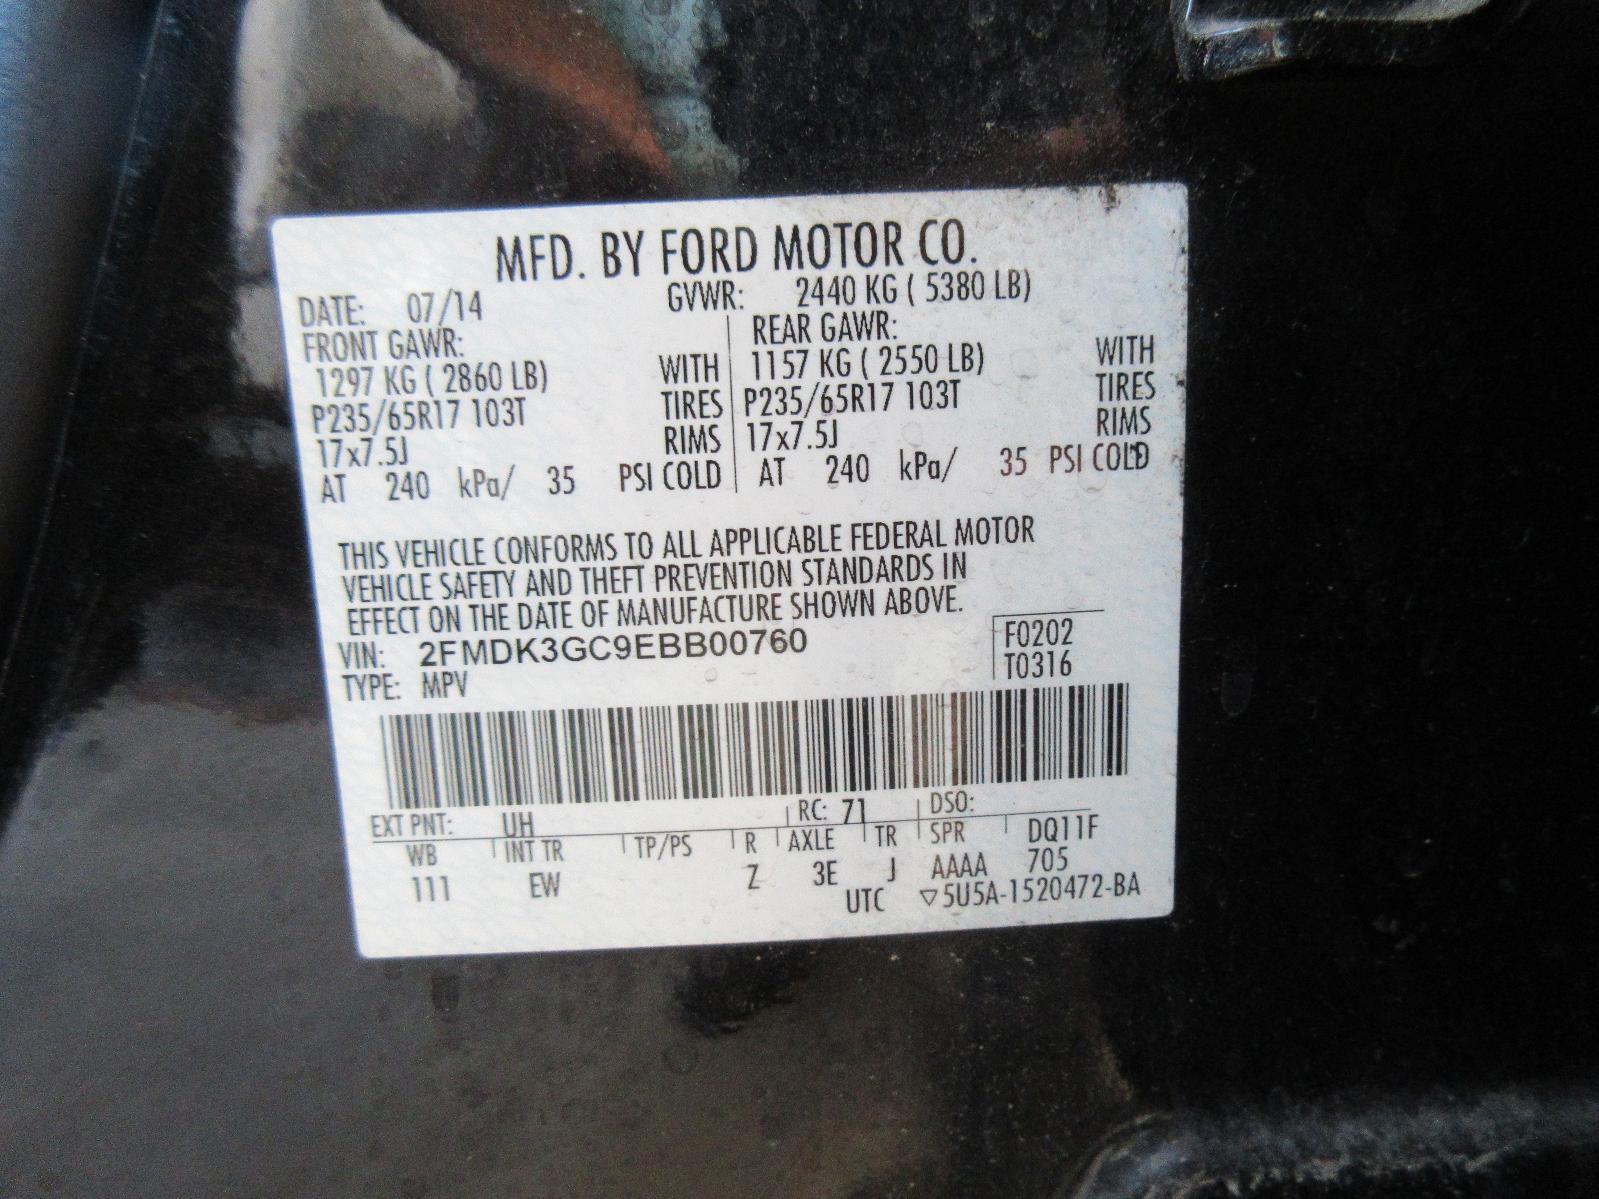 MFD. BY FORD MOTOR CO.
DATE: 07/14 GVWR: 2440 KG ( 5380 LB)
FRONT GAWR: REAR GAWR:
1297 KG ( 2860 LB) WITH 1157 KG ( 2550 LB) WITH
P235/65R17 103T TIRES P235/65R17 103T TIRES
17x7.5J RIMS 17x7.5J RIMS
AT 240 kPa/ 35 PSI COLD AT 240 kPa/ 35 PSI COLD
THIS VEHICLE CONFORMS TO ALL APPLICABLE FEDERAL MOTOR
VEHICLE SAFETY AND THEFT PREVENTION STANDARDS IN
EFFECT ON THE DATE OF MANUFACTURE SHOWN ABOVE.
VIN: 2FMDK3GC9EBB00760 F0202
TYPE: MPV T0316
EXT PNT: UH RC: 71 DSO:
WB INT TR TP/PS R AXLE TR SPR DQ11F
111 EW Z 3E J AAAA 705
UTC ▽5U5A-1520472-BA